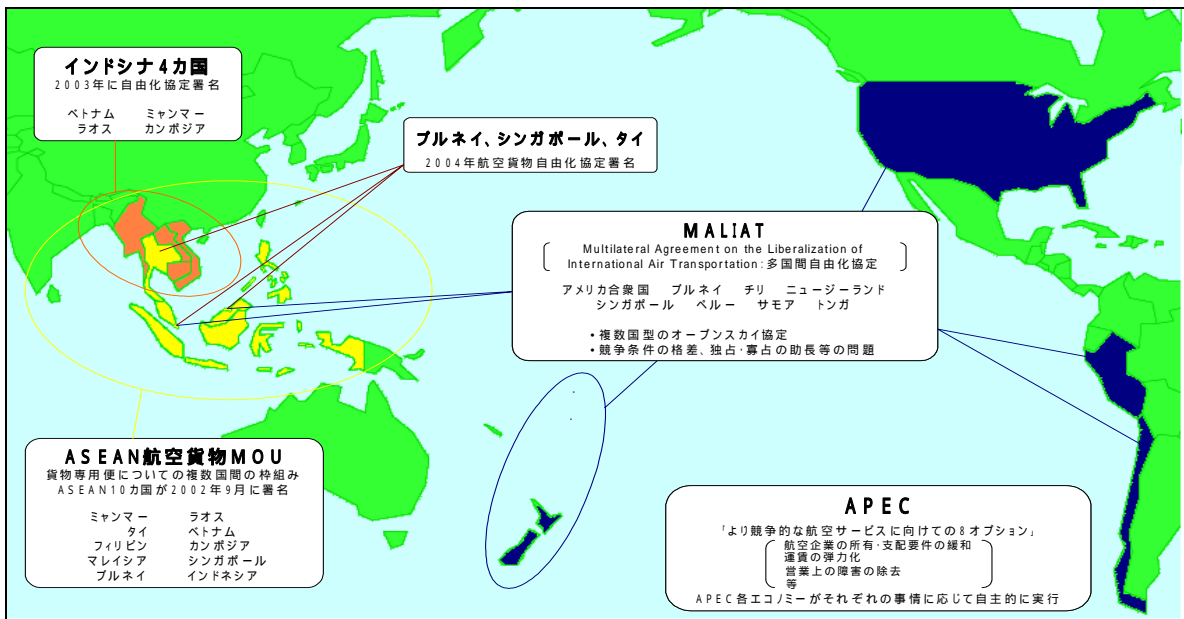 インドシナ4カ国
2003年に自由化協定署名
ベトナム ミャンマー
ラオス カンボジア
ブルネイ、シンガポール、タイ
2004年航空貨物自由化協定署名
MALIAT
Multilateral Agreement on the Liberalization of
International Air Transportation:多国間自由化協定
アメリカ合衆国 ブルネイ チリ ニュージーランド
シンガポール ペルー サモア トンガ
•複数国型のオープンスカイ協定
•競争条件の格差、独占・寡占の助長等の問題
ASEAN航空貨物MOU
貨物専用便についての複数国間の枠組み
ASEAN10カ国が2002年9月に署名
ミャンマー ラオス
タイ ベトナム
フィリピン カンボジア
マレイシア シンガポール
ブルネイ インドネシア
APEC
「より競争的な航空サービスに向けての8オプション」
航空企業の所有・支配要件の緩和
運賃の弾力化
営業上の障害の除去
等
APEC各エコノミーがそれぞれの事情に応じて自主的に実行